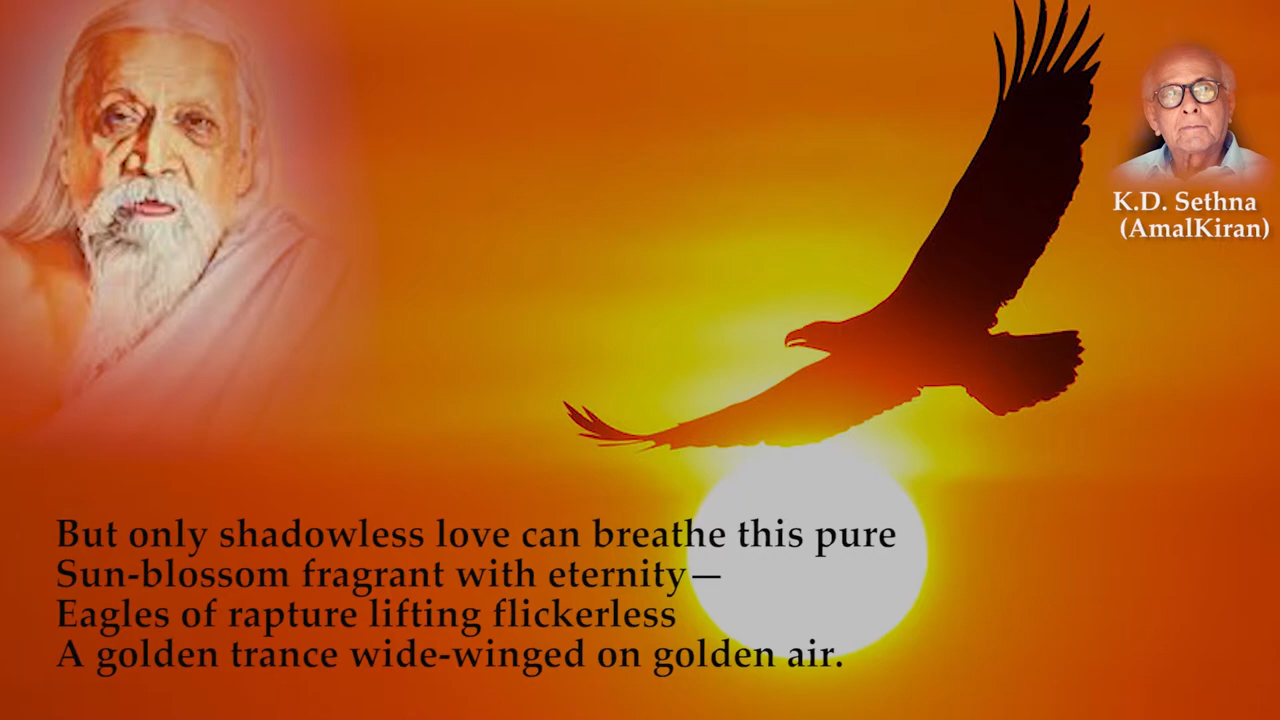 K.D. Sethna
(AmalKiran)
But only shadowless love can breathe this pure
Sun-blossom fragrant with eternity—
Eagles of rapture lifting flickerless
A golden trance wide-winged on golden air.